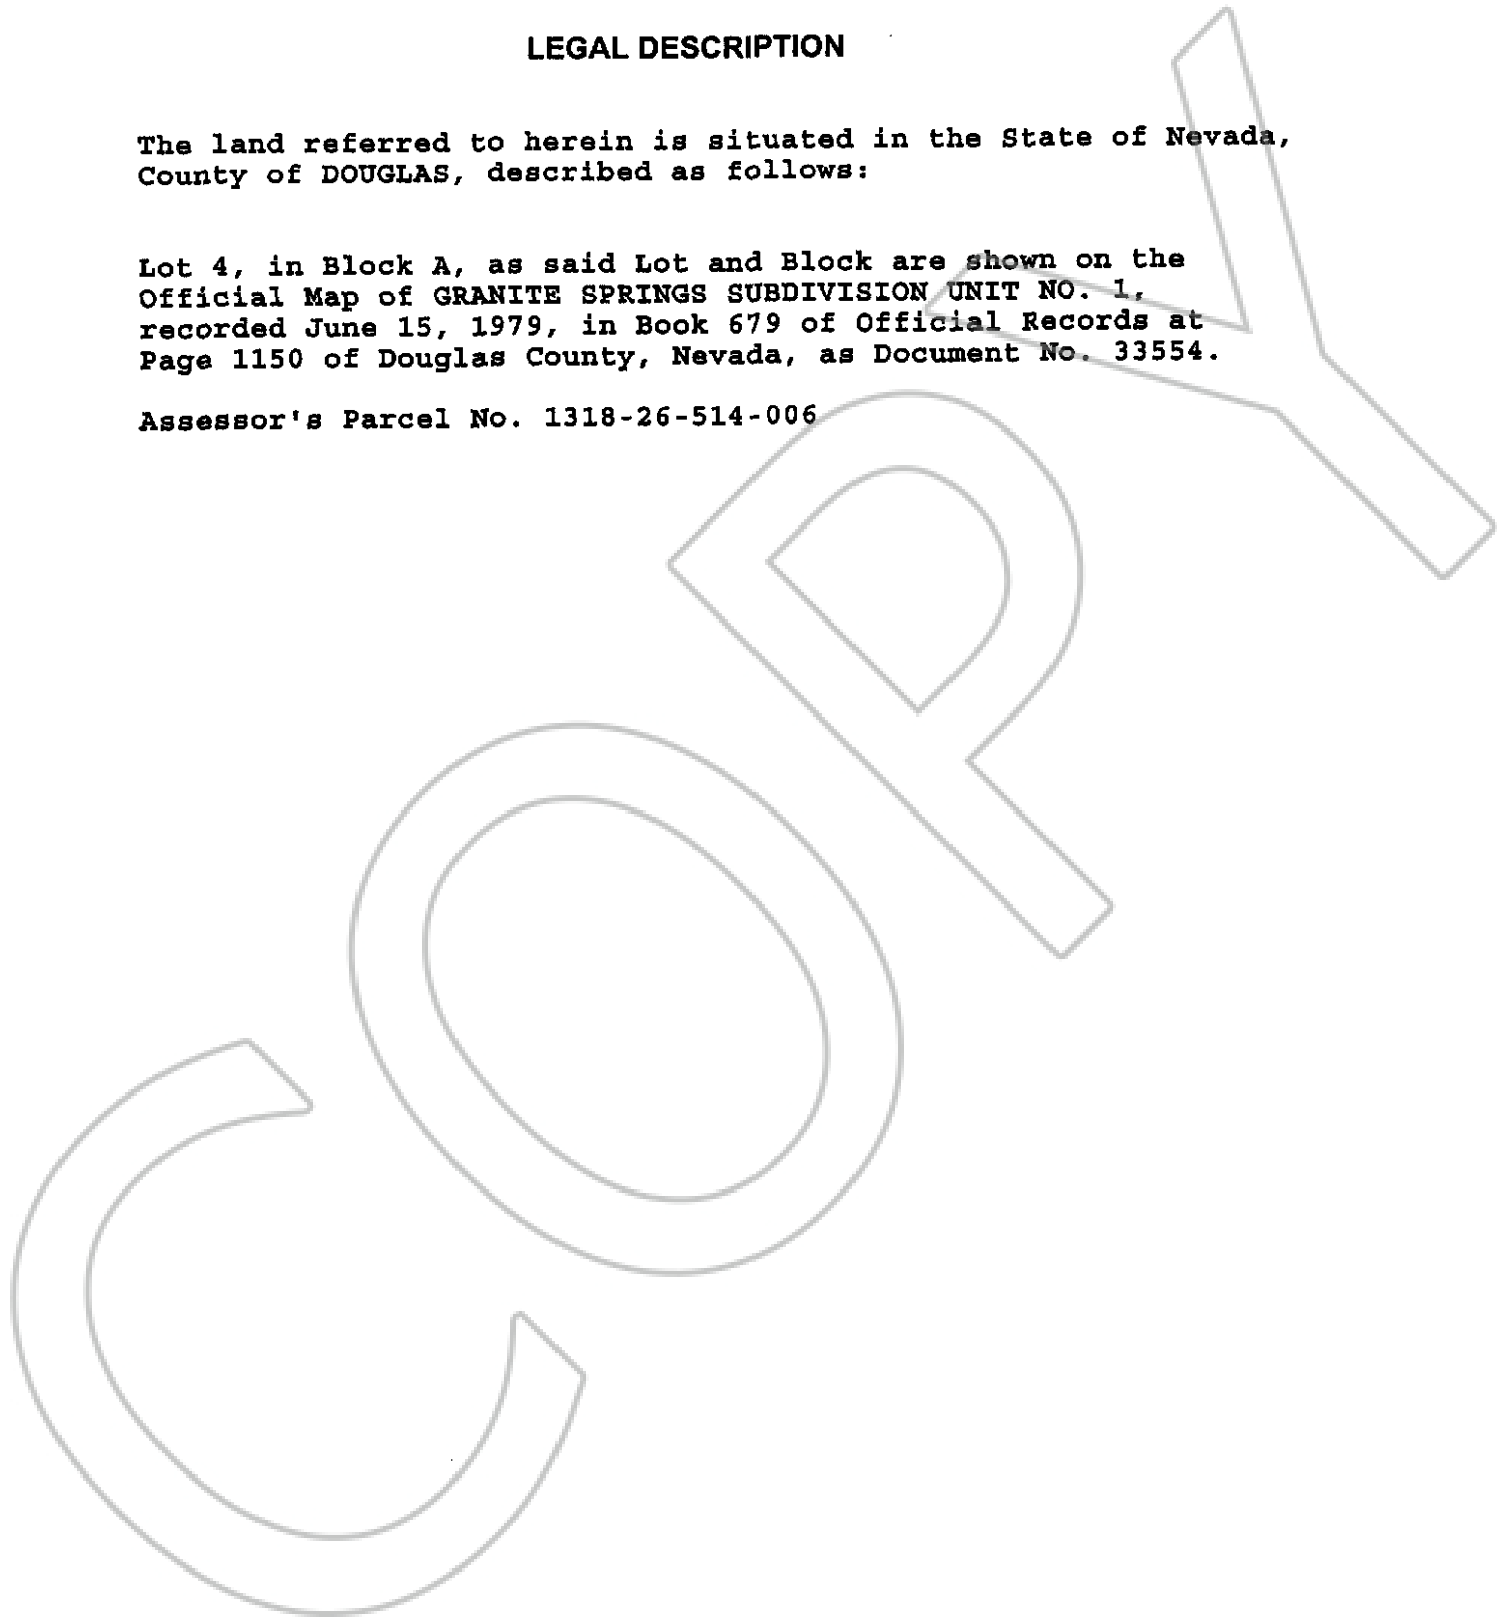 LEGAL DESCRIPTION
The land referred to herein is situated in the State of Nevada,
County of DOUGLAS, described as follows:
Lot 4, in Block A, as said Lot and Block are shown on the
Official Map of GRANITE SPRINGS SUBDIVISION UNIT NO. 1,
recorded June 15, 1979, in Book 679 of Official Records at
Page 1150 of Douglas County, Nevada, as Document No. 33554.
Assessor's Parcel No. 1318-26-514-006
COPY